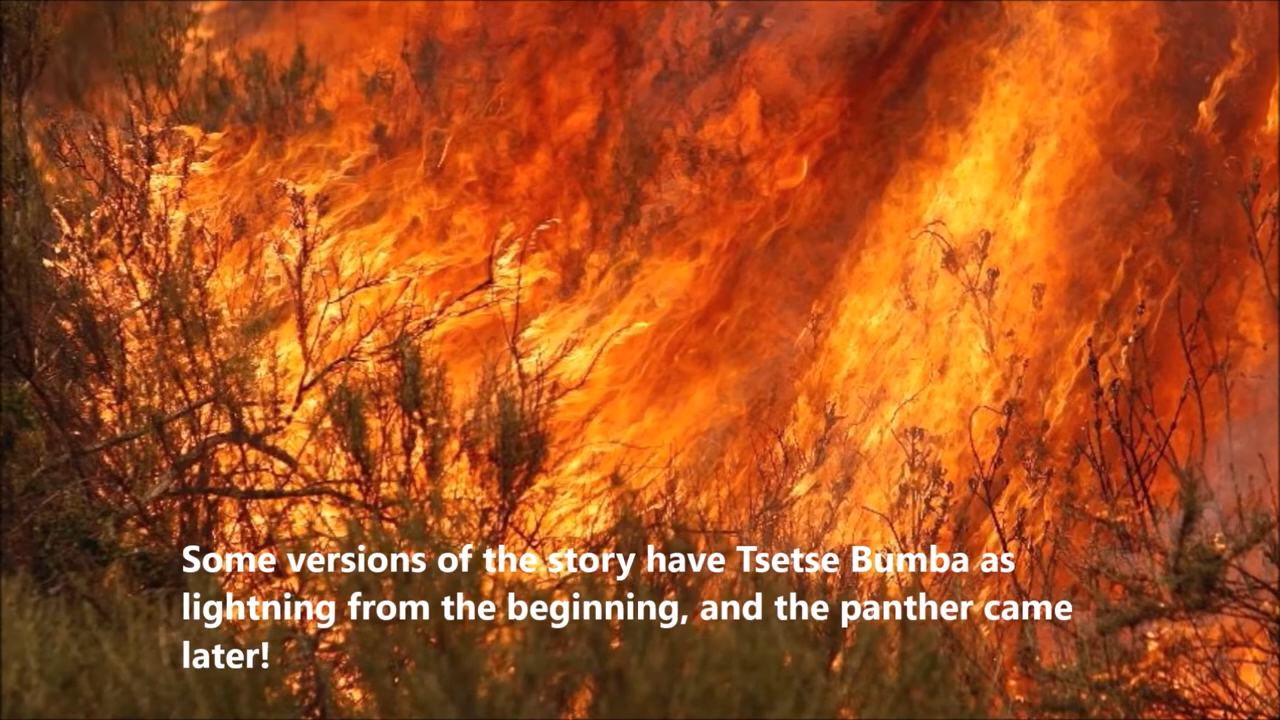 Some versions of the story have Tsetse Bumba as
lightning from the beginning, and the panther came
later!